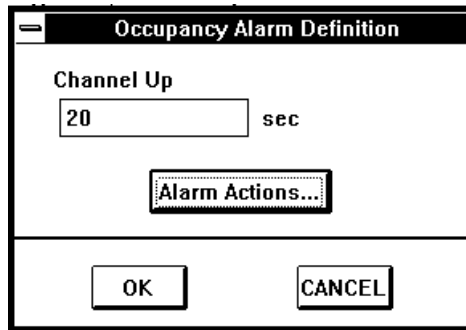 Occupancy Alarm Definition
Channel Up
20 sec
Alarm Actions...
OK CANCEL